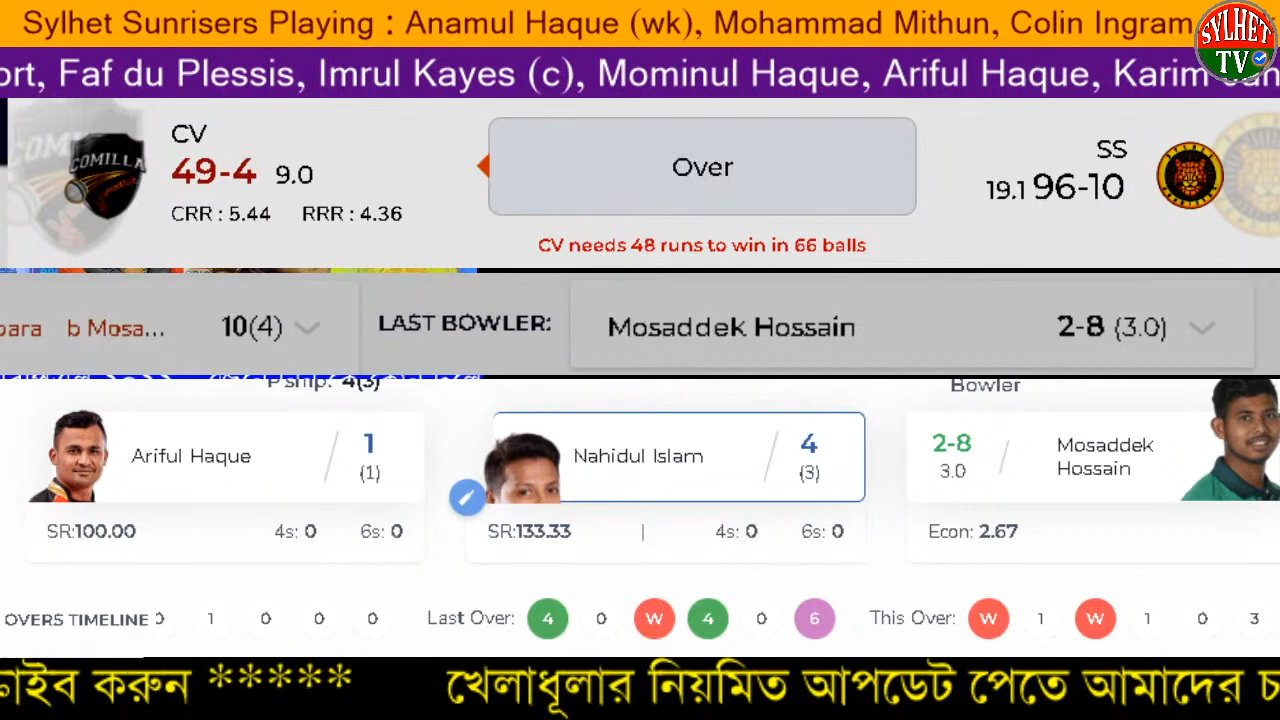 Sylhet Sunrisers Playing : Anamul Haque (wk), Mohammad Mithun, Colin Ingram
SYLHET
TV
ort, Faf du Plessis, Imrul Kayes (c), Mominul Haque, Ariful Haque, Karim
COMILLA
CV
49-4 9.0
CRR : 5.44 RRR : 4.36
Over
SS
19.1 96-10
CV needs 48 runs to win in 66 balls
para b Mosa... 10(4)
LAST BOWLER:
Mosaddek Hossain 2-8 (3.0)
P'ship: 4(3)
Bowler
Ariful Haque 1 (1)
SR:100.00 4s: 0 6s: 0
Nahidul Islam 4 (3)
SR:133.33 | 4s: 0 6s: 0
2-8 3.0 Mosaddek Hossain
Econ: 2.67
OVERS TIMELINE 0 1 0 0 0 Last Over: 4 0 W 4 0 6 This Over: W 1 W 1 0 3
করুন ***** খেলাধূলার নিয়মিত আপডেট পেতে আমাদের